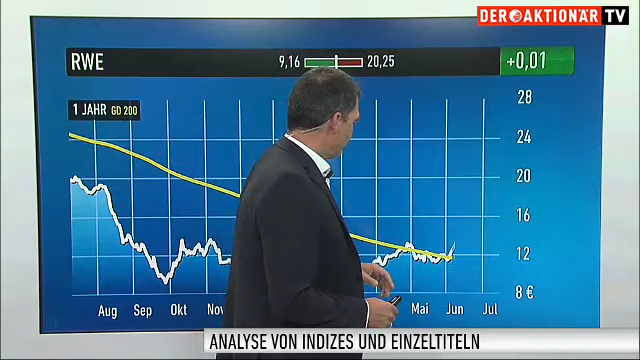 DER AKTIONÄR TV
RWE 9,16 20,25 +0,01
1 JAHR GD 200
28
24
20
16
12
8 €
Aug Sep Okt Nov Mai Jun Jul
ANALYSE VON INDIZES UND EINZELTITELN